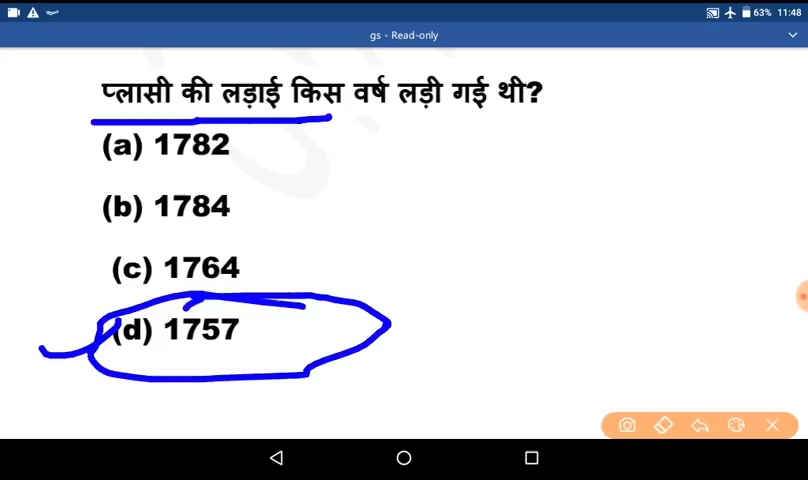 63% 11:48
gs - Read-only
प्लासी की लड़ाई किस वर्ष लड़ी गई थी?
(a) 1782
(b) 1784
(c) 1764
(d) 1757